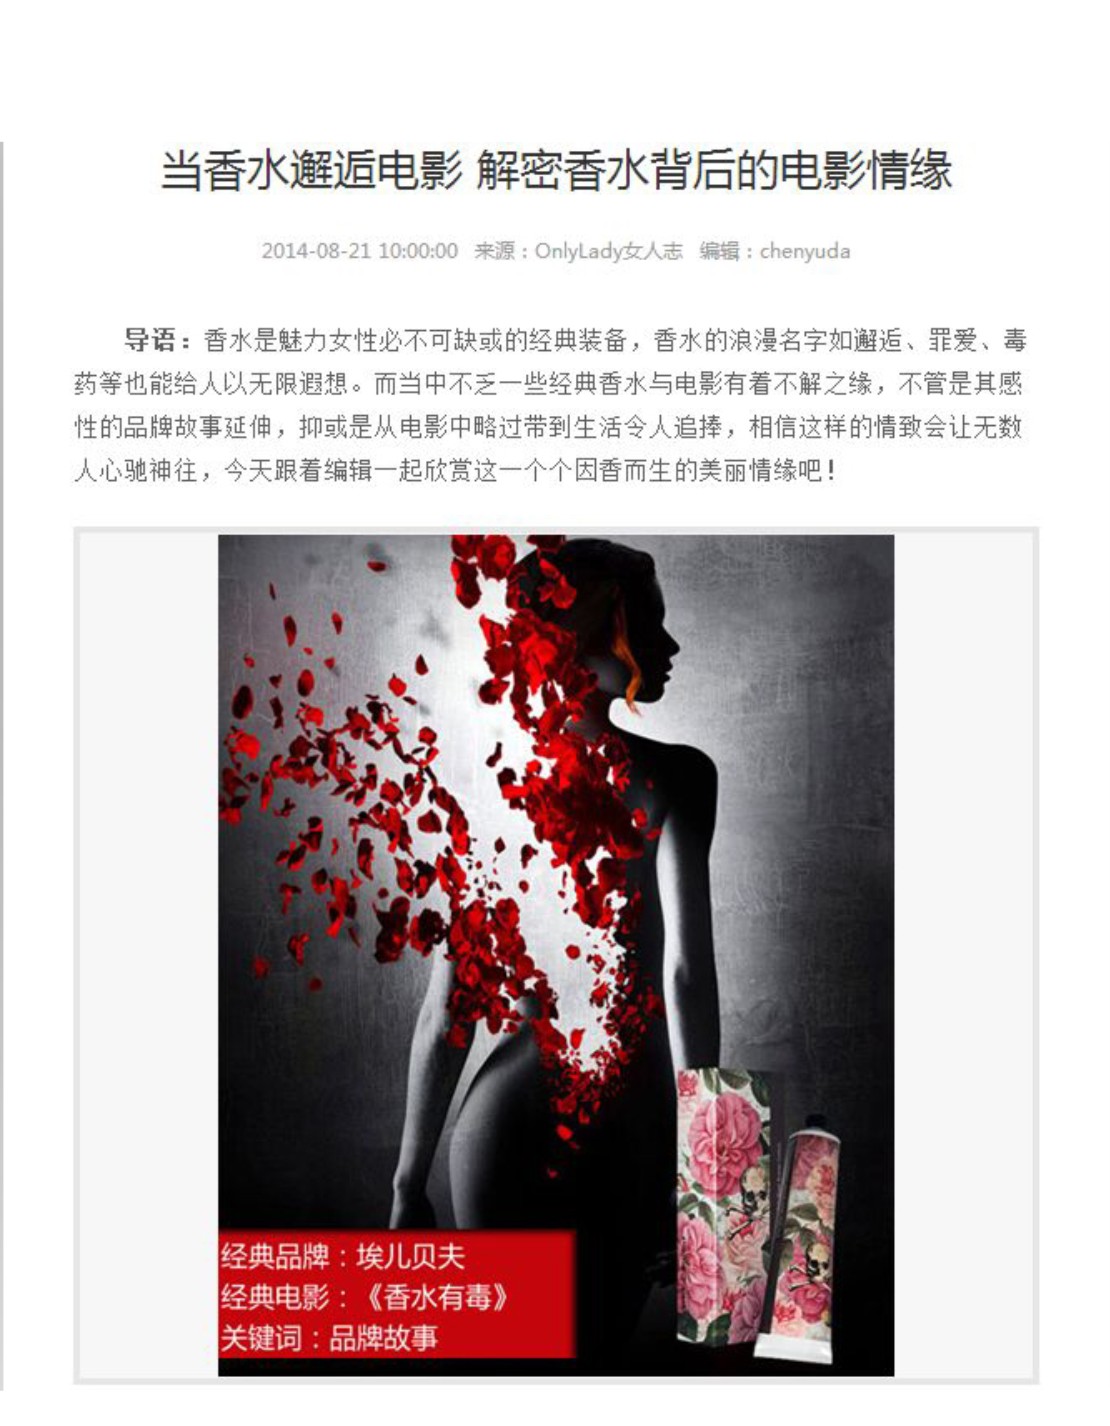 当香水邂逅电影 解密香水背后的电影情缘
2014-08-21 10:00:00 来源：OnlyLady女人志 编辑：chenyuda
导语：香水是魅力女性必不可缺或的经典装备，香水的浪漫名字如邂逅、罪爱、毒
药等也能给人以无限遐想。而当中不乏一些经典香水与电影有着不解之缘，不管是其感
性的品牌故事延伸，抑或是从电影中略过带到生活令人追捧，相信这样的情致会让无数
人心驰神往，今天跟着编辑一起欣赏这一个个因香而生的美丽情缘吧！
经典品牌：埃儿贝夫
经典电影：《香水有毒》
关键词：品牌故事